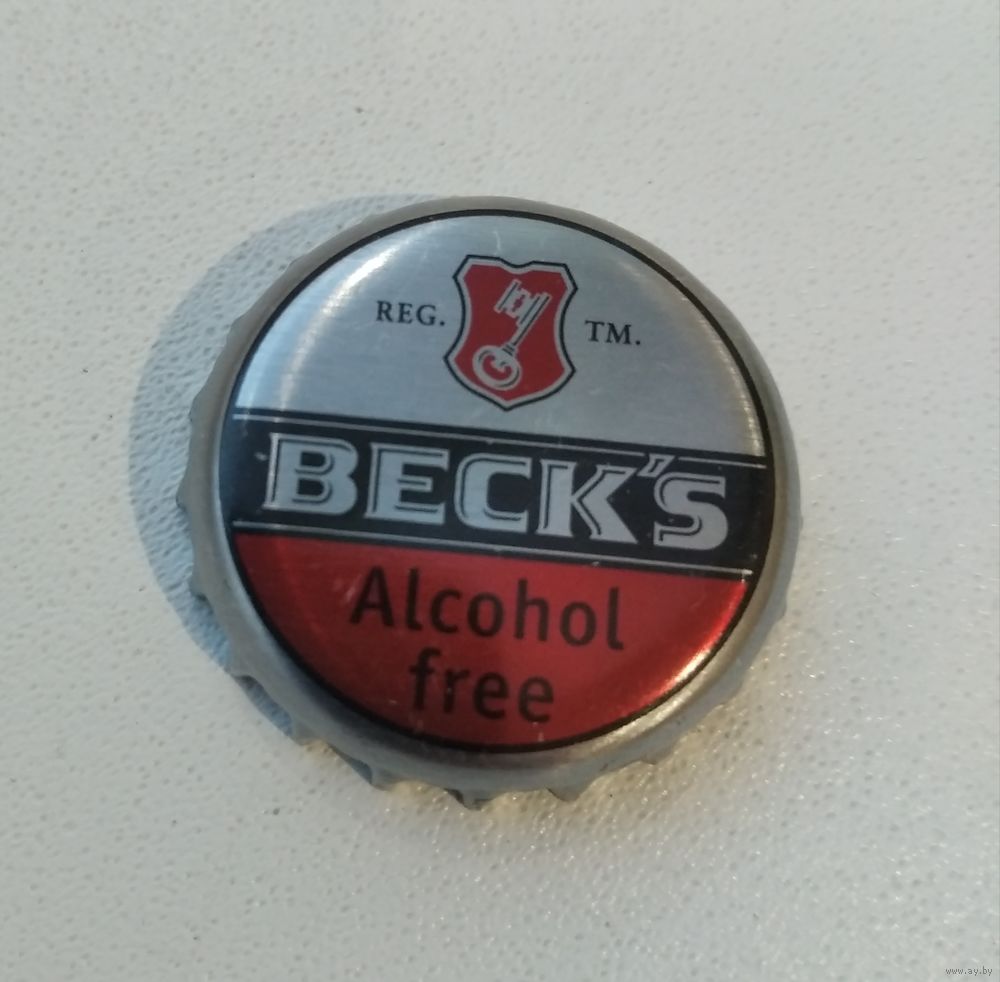 REG. TM.
BECK'S
Alcohol
free
www.ay.by